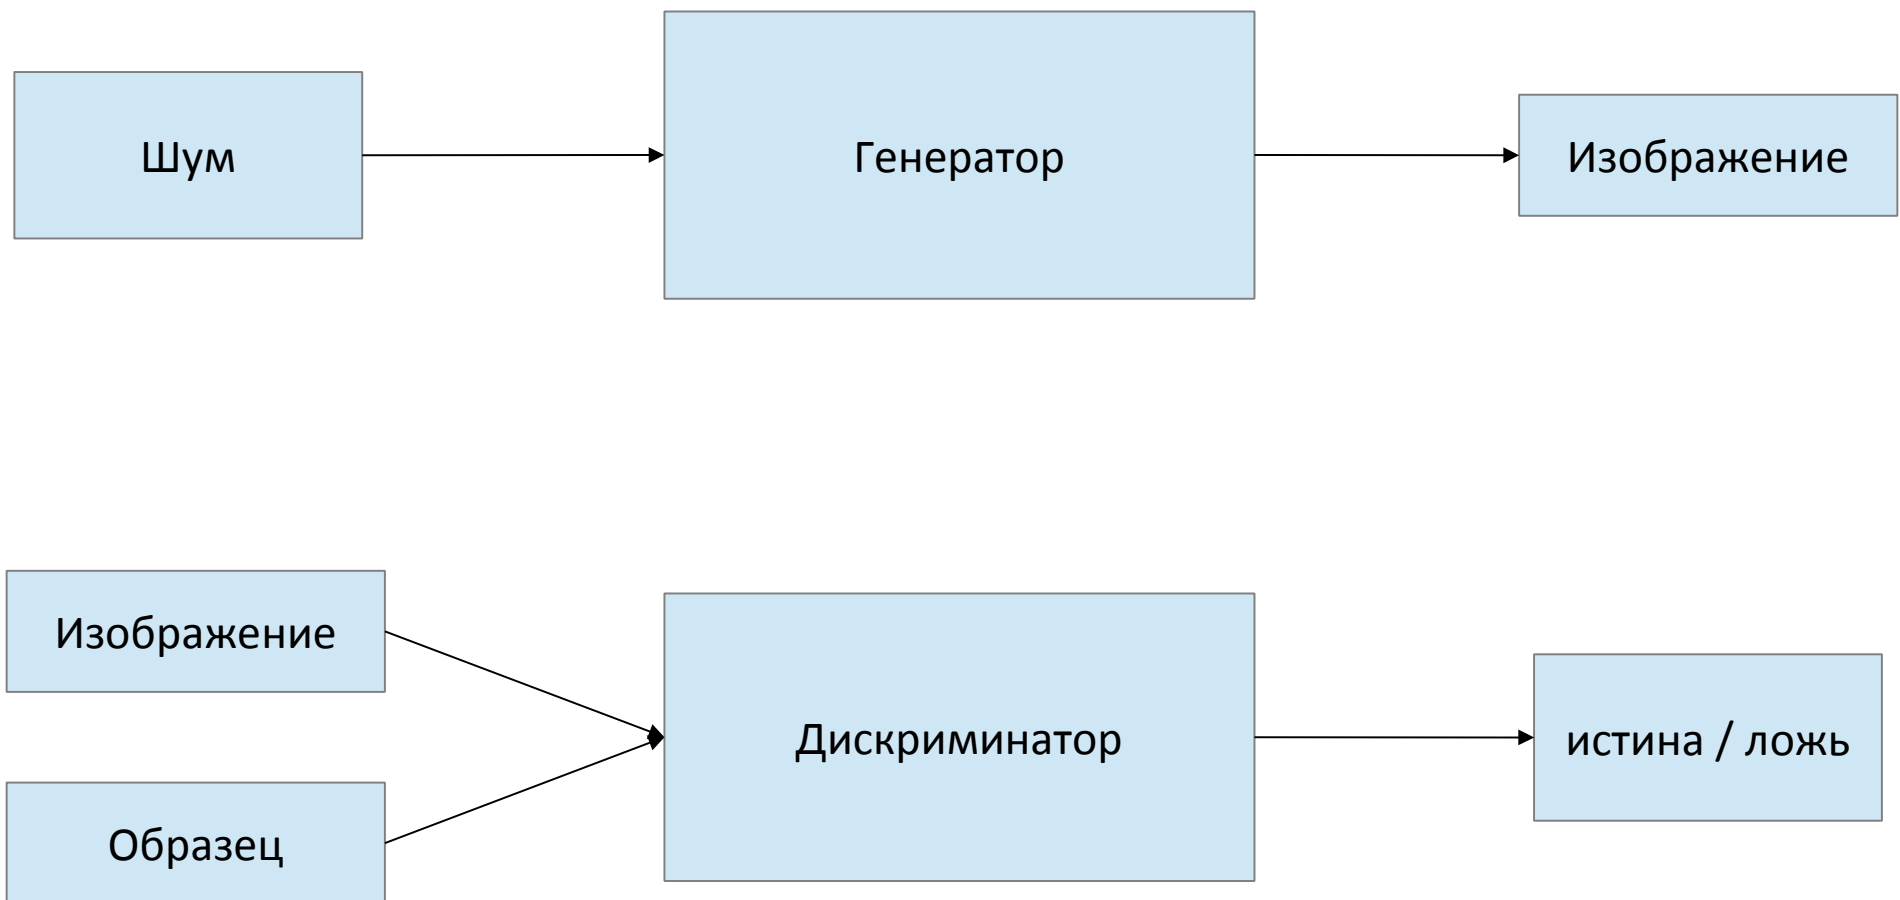 Шум
Генератор
Изображение
Изображение
Образец
Дискриминатор
истина / ложь